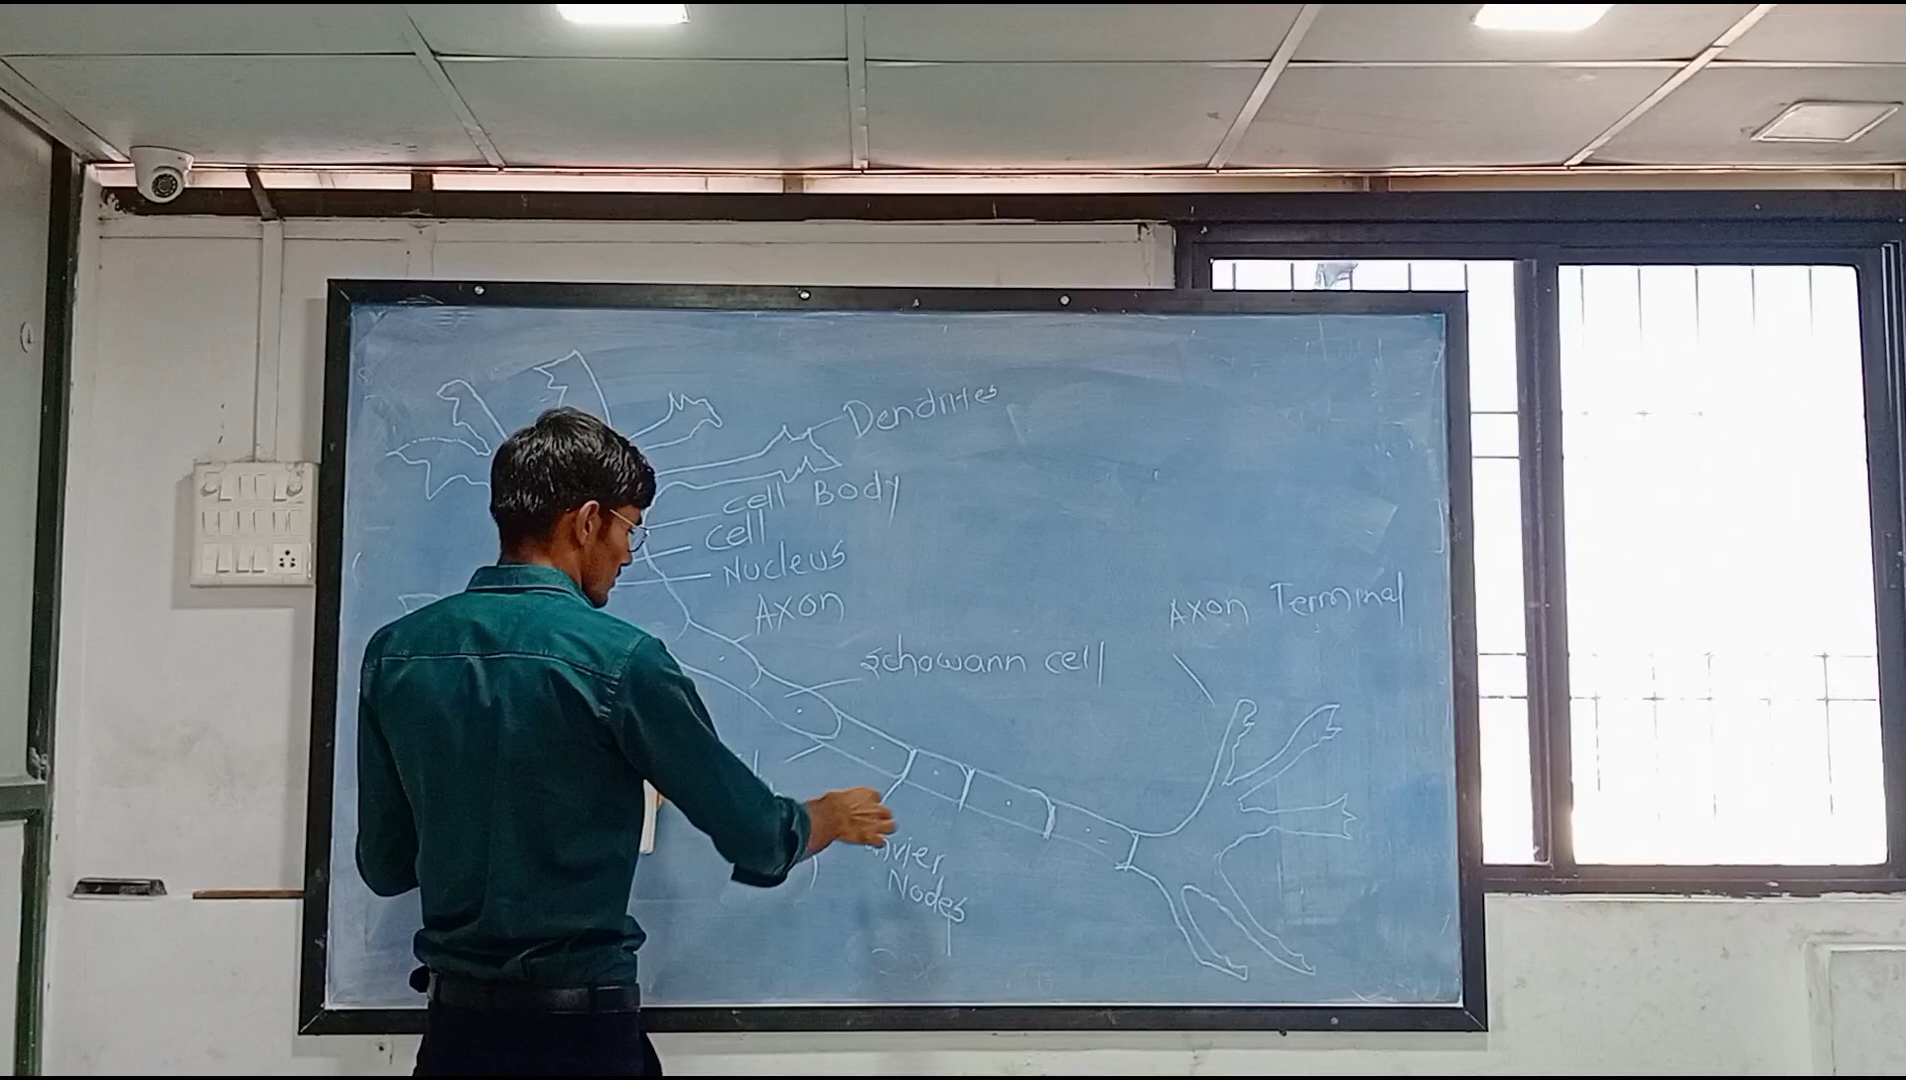 Dendrites
cell Body
cell
Nucleus
Axon
Schowann cell
Axon Terminal
Nodes